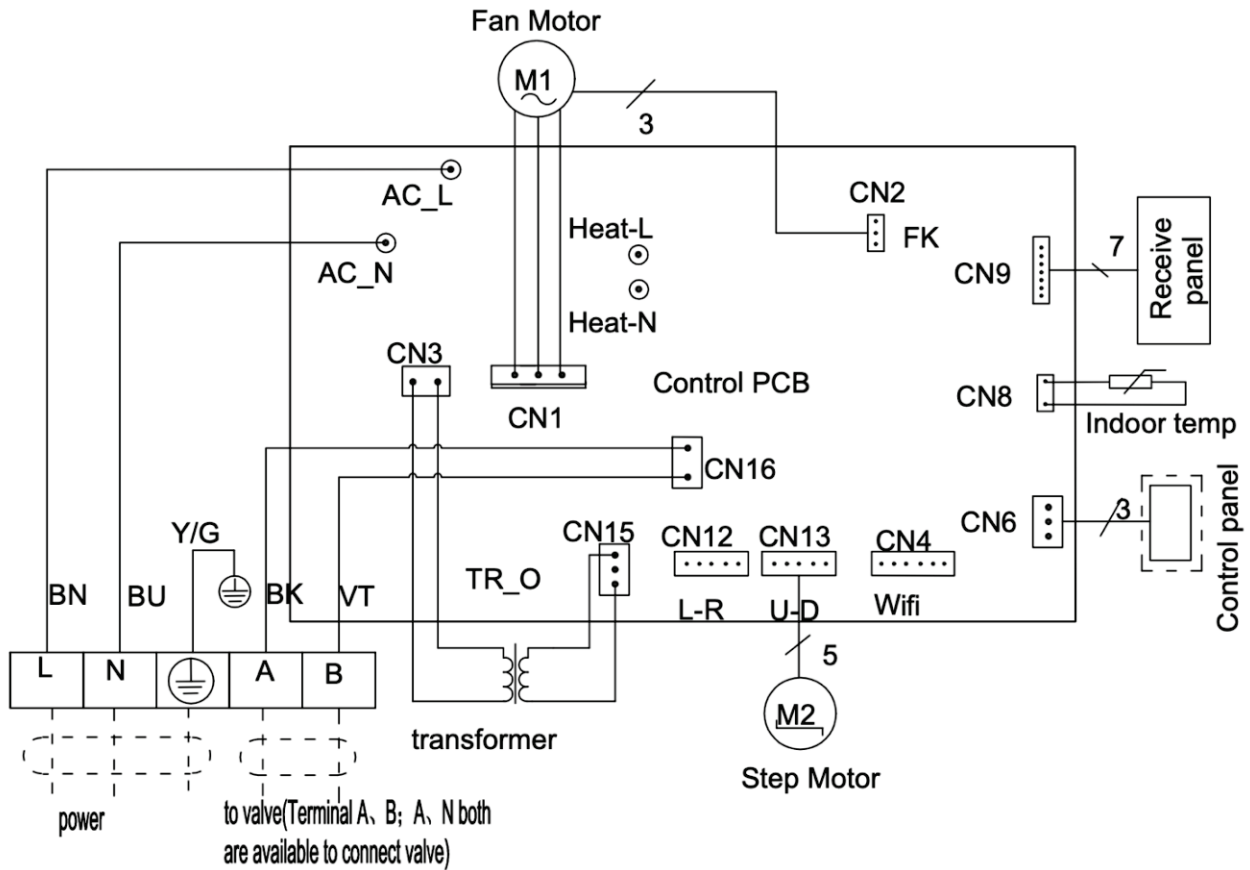 Fan Motor
M1
3
AC_L
CN2
FK
Heat-L
AC_N
CN9
7
Receive
panel
Heat-N
CN3
CN1
Control PCB
CN8
Indoor temp
CN16
CN6
3
Control panel
Y/G
CN15
CN12
CN13
CN4
TR_O
BN
BU
BK
VT
L-R
U-D
Wifi
5
L
N
A
B
M2
transformer
Step Motor
power
to valve(Terminal A、B；A、N both
are available to connect valve)